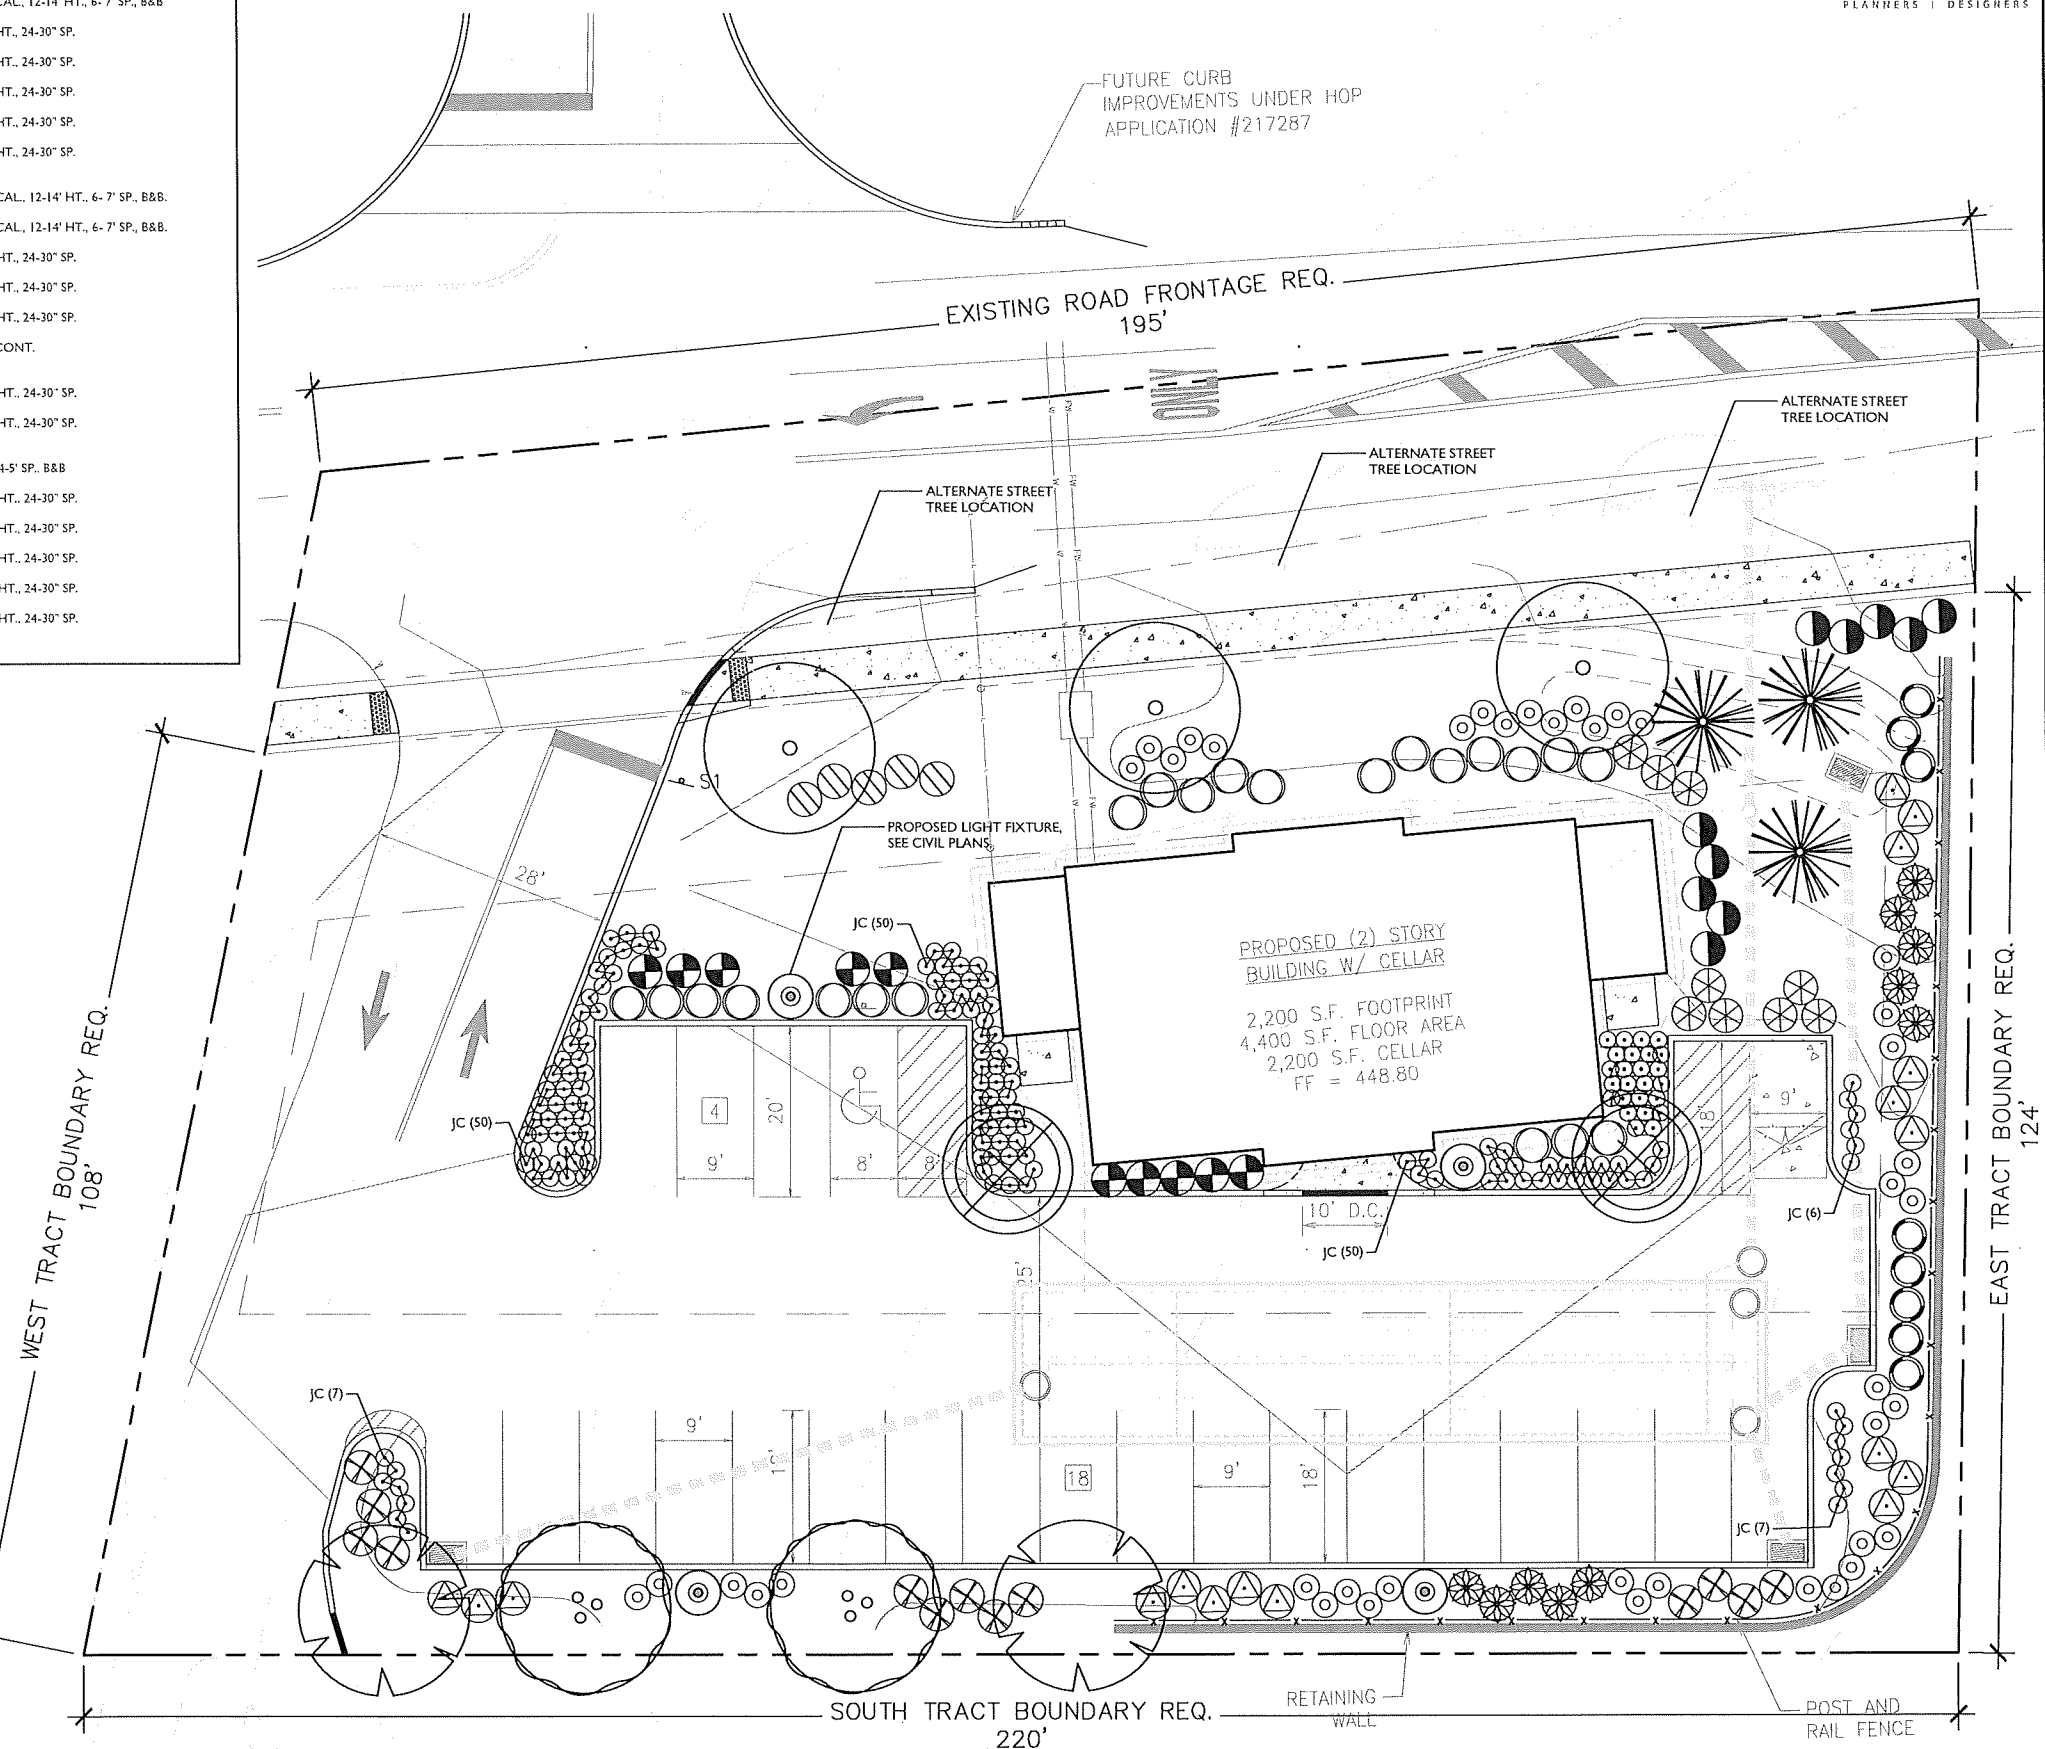 CAL., 12-14' HT., 6- 7' SP., B&B
HT., 24-30" SP.
HT., 24-30" SP.
HT., 24-30" SP.
HT., 24-30" SP.
HT., 24-30" SP.
CAL., 12-14' HT., 6- 7' SP., B&B.
CAL., 12-14' HT., 6- 7' SP., B&B.
HT., 24-30" SP.
HT., 24-30" SP.
HT., 24-30" SP.
CONT.
HT., 24-30" SP.
HT., 24-30" SP.
4-5' SP., B&B
HT., 24-30" SP.
HT., 24-30" SP.
HT., 24-30" SP.
HT., 24-30" SP.
HT., 24-30" SP.
PLANNERS | DESIGNERS
FUTURE CURB
IMPROVEMENTS UNDER HOP
APPLICATION #217287
EXISTING ROAD FRONTAGE REQ.
195'
ONLY
ALTERNATE STREET
TREE LOCATION
ALTERNATE STREET
TREE LOCATION
ALTERNATE STREET
TREE LOCATION
S1
PROPOSED LIGHT FIXTURE,
SEE CIVIL PLANS
28'
JC (50)
PROPOSED (2) STORY
BUILDING W/ CELLAR
2,200 S.F. FOOTPRINT
4,400 S.F. FLOOR AREA
2,200 S.F. CELLAR
FF = 448.80
WEST TRACT BOUNDARY REQ.
108'
EAST TRACT BOUNDARY REQ.
124'
JC (50)
4
20'
9'
8'
8'
9'
18'
10' D.C.
JC (50)
JC (6)
25'
JC (7)
9'
18
9'
18'
JC (7)
RETAINING
WALL
POST AND
RAIL FENCE
SOUTH TRACT BOUNDARY REQ.
220'